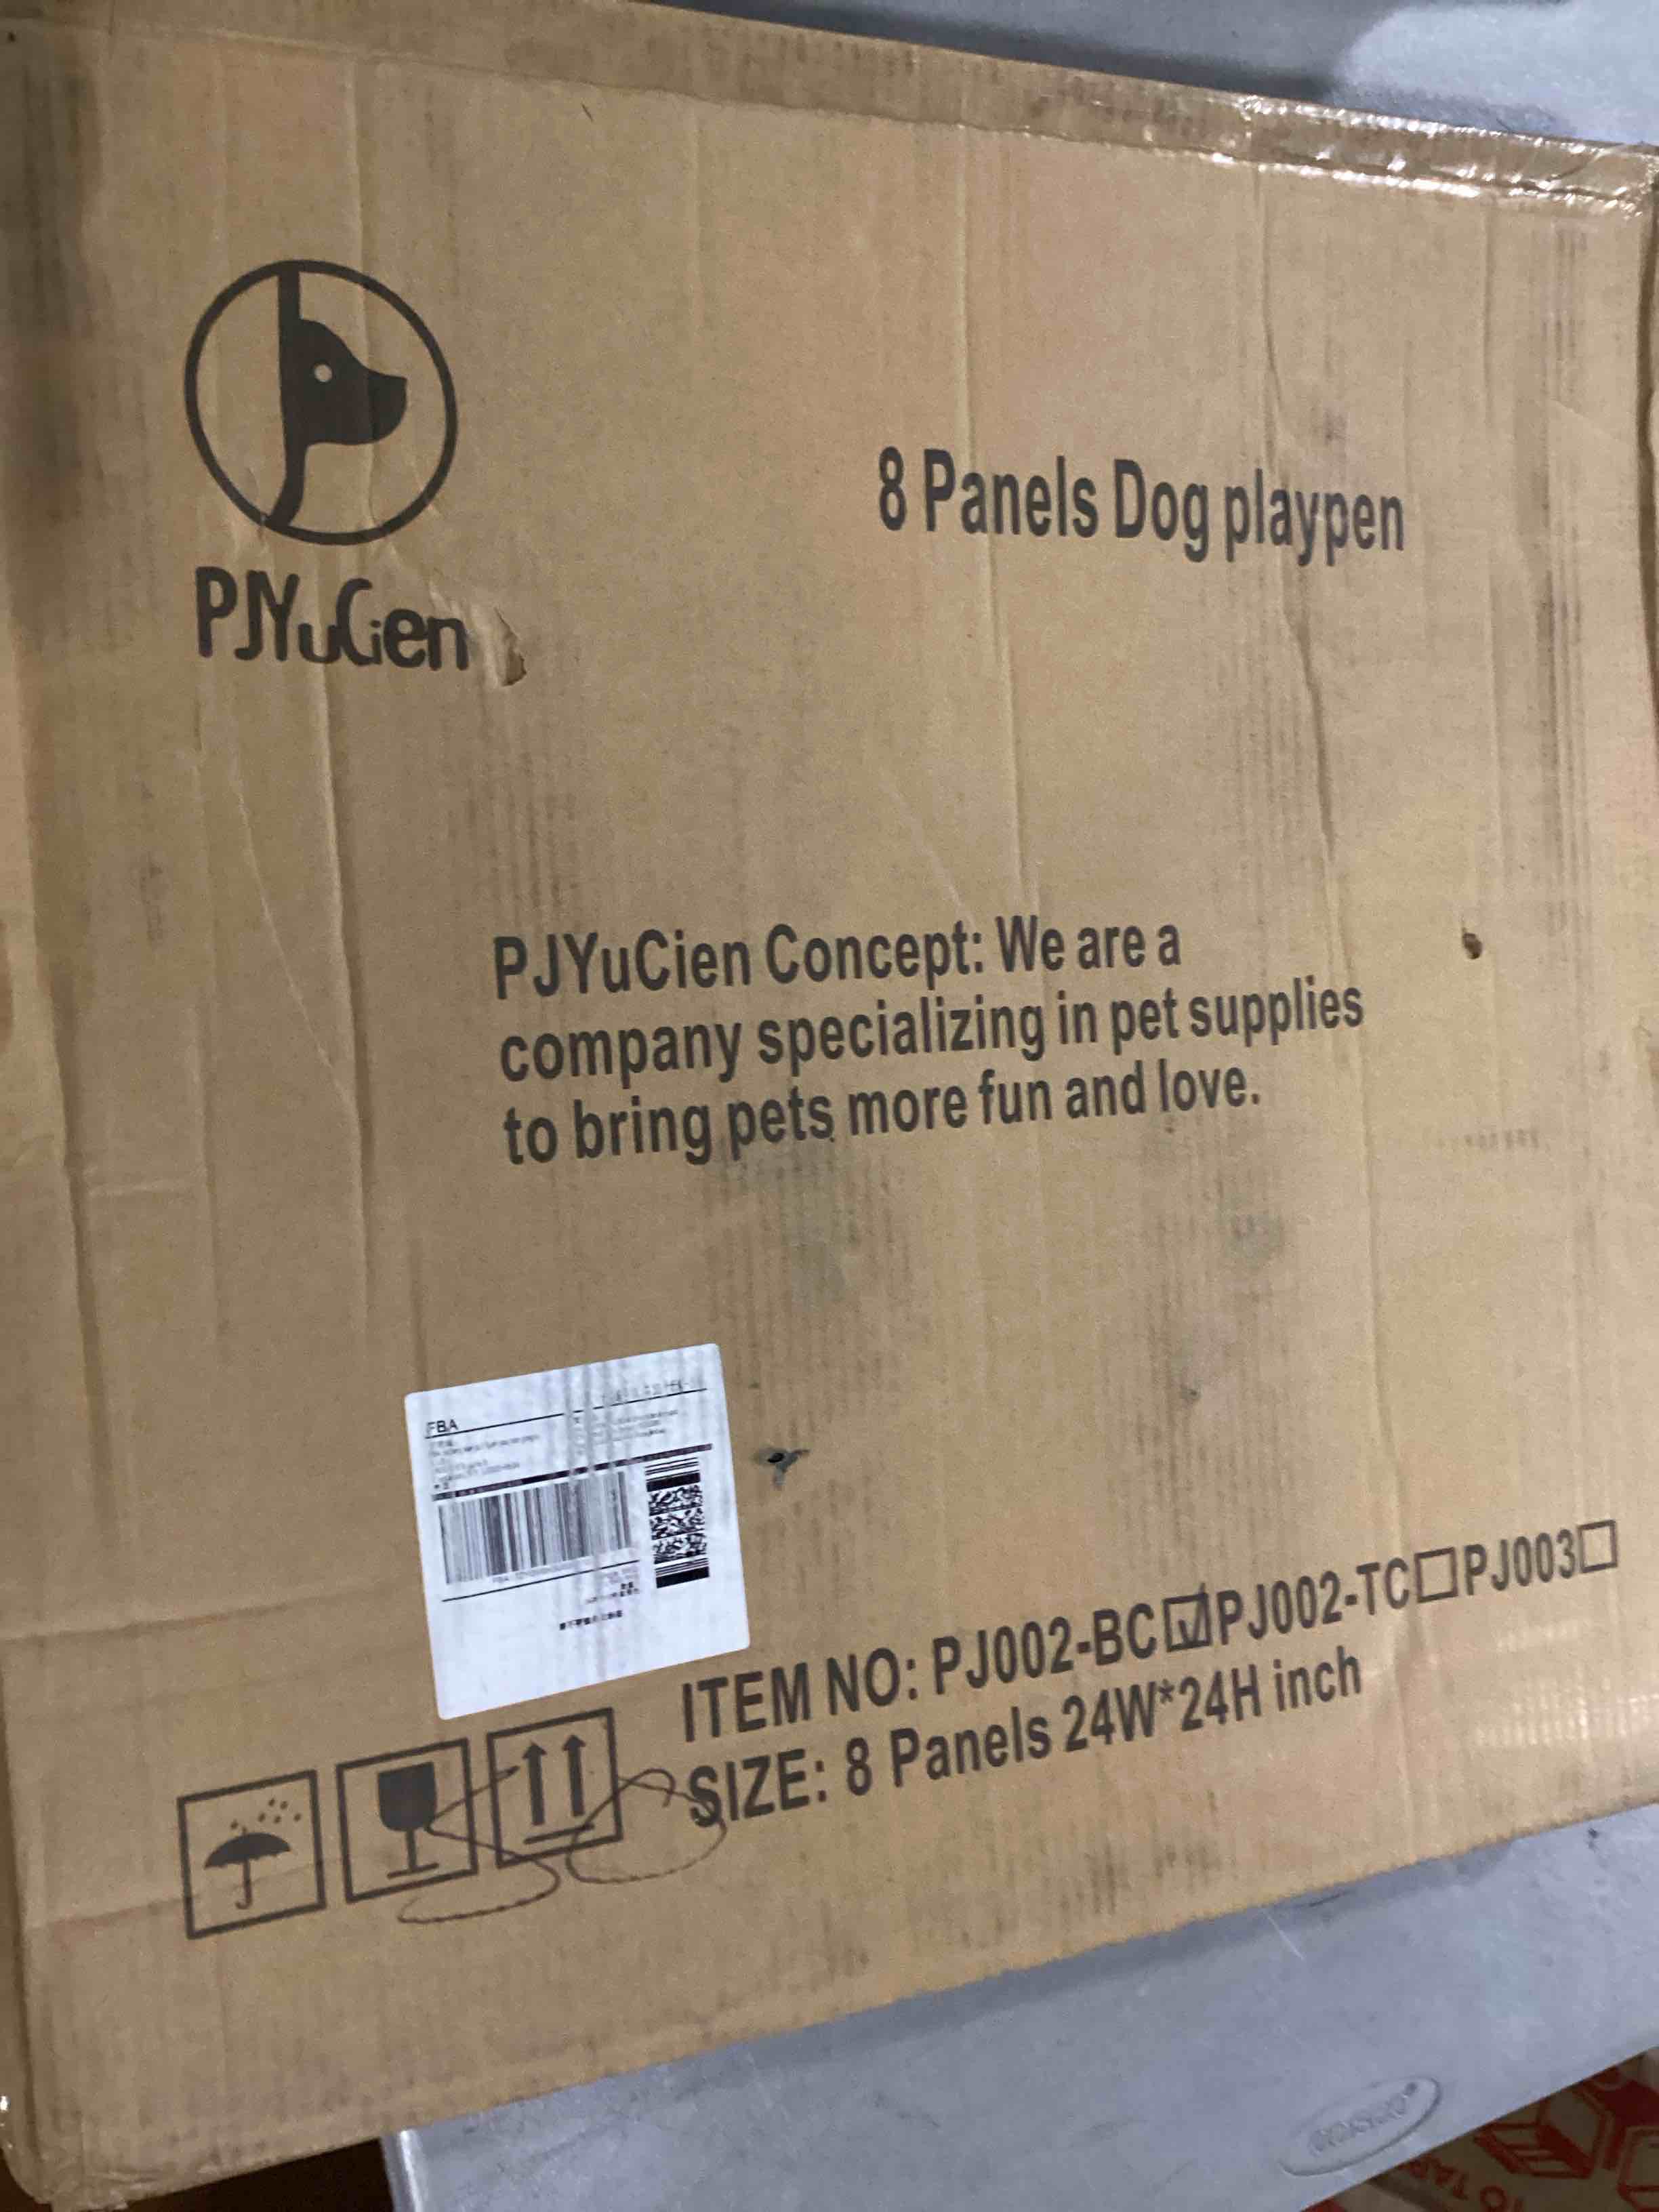 PJYuCien
8 Panels Dog playpen
PJYuCien Concept: We are a
company specializing in pet supplies
to bring pets more fun and love.
FBA
ITEM NO: PJ002-BC☑PJ002-TC☐PJ003☐
SIZE: 8 Panels 24W*24H inch